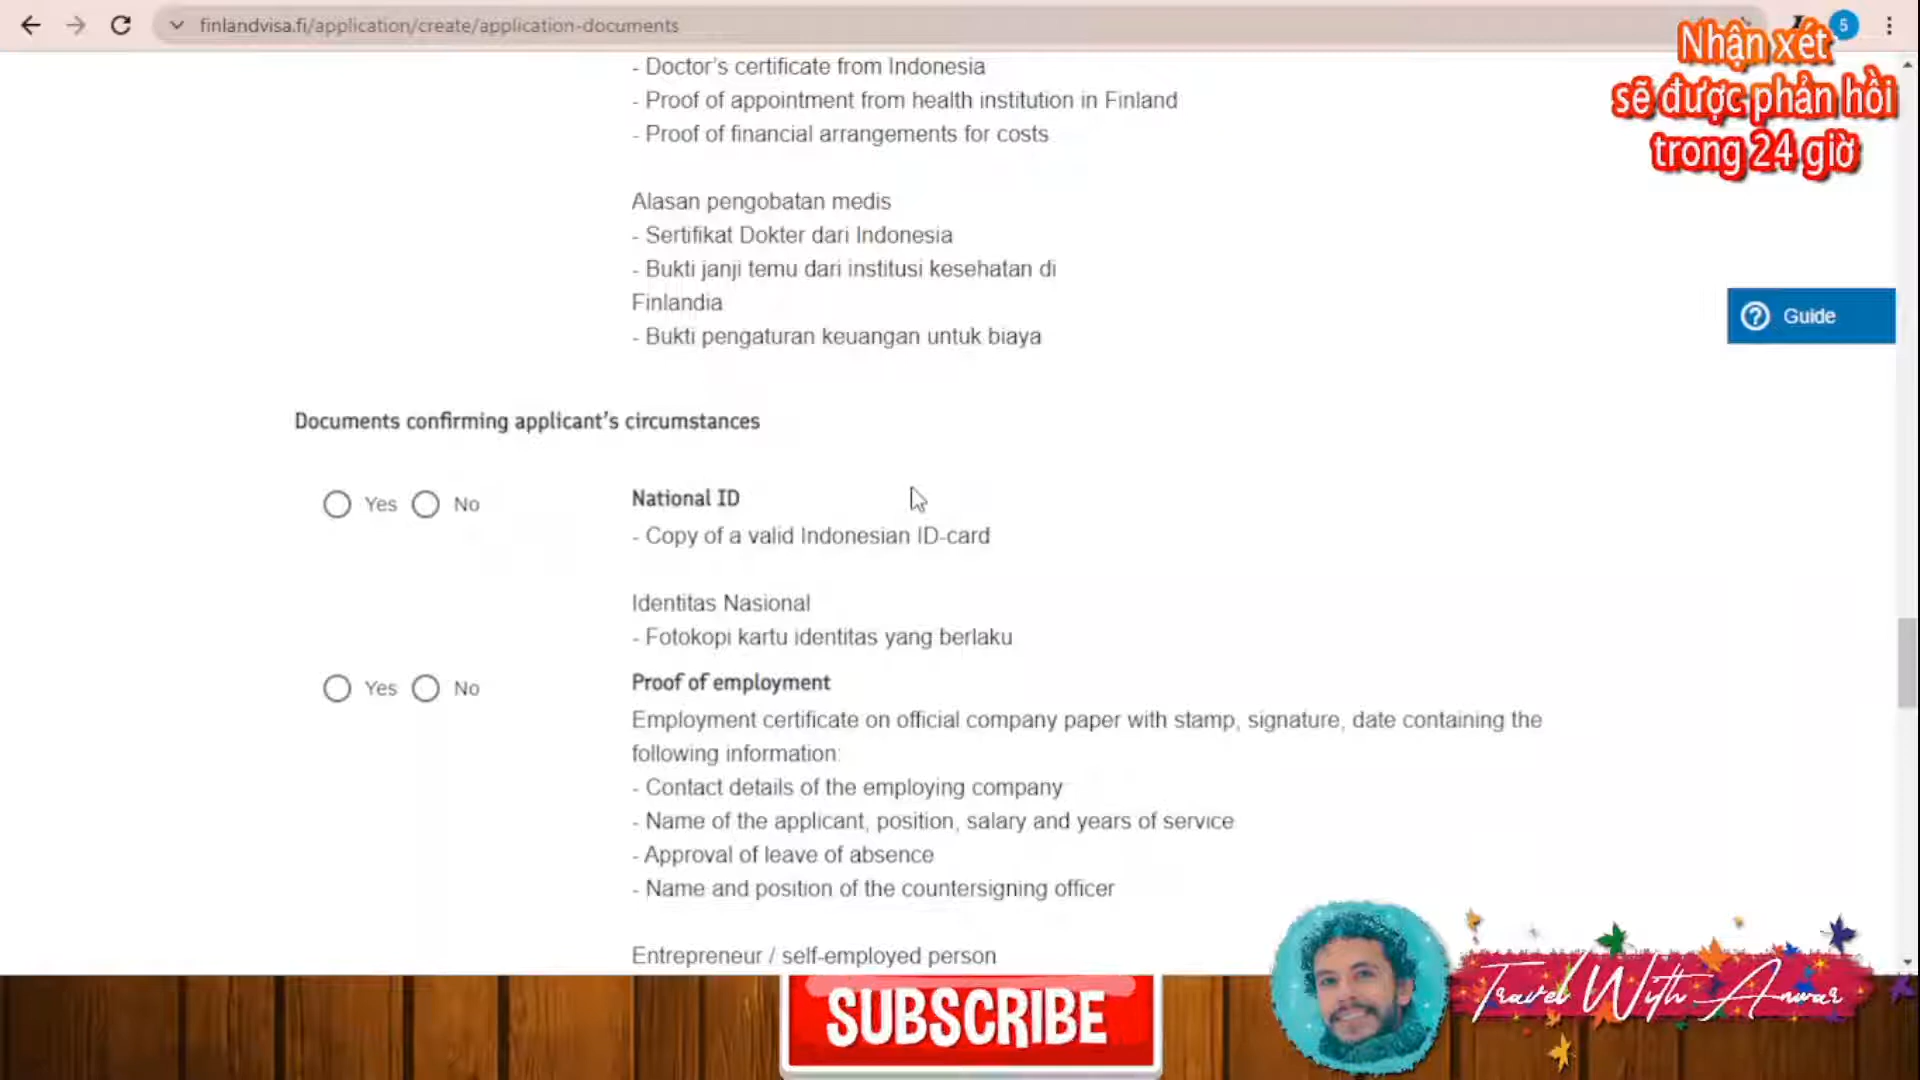 finlandvisa.fi/application/create/application-documents
5
Nhận xét
sẽ được phản hồi
trong 24 giờ
- Doctor's certificate from Indonesia
- Proof of appointment from health institution in Finland
- Proof of financial arrangements for costs
Alasan pengobatan medis
- Sertifikat Dokter dari Indonesia
- Bukti janji temu dari institusi kesehatan di
Finlandia
- Bukti pengaturan keuangan untuk biaya
? Guide
Documents confirming applicant's circumstances
Yes No
National ID
- Copy of a valid Indonesian ID-card
Identitas Nasional
- Fotokopi kartu identitas yang berlaku
Yes No
Proof of employment
Employment certificate on official company paper with stamp, signature, date containing the
following information:
- Contact details of the employing company
- Name of the applicant, position, salary and years of service
- Approval of leave of absence
- Name and position of the countersigning officer
Entrepreneur / self-employed person
SUBSCRIBE
Travel With Anwar